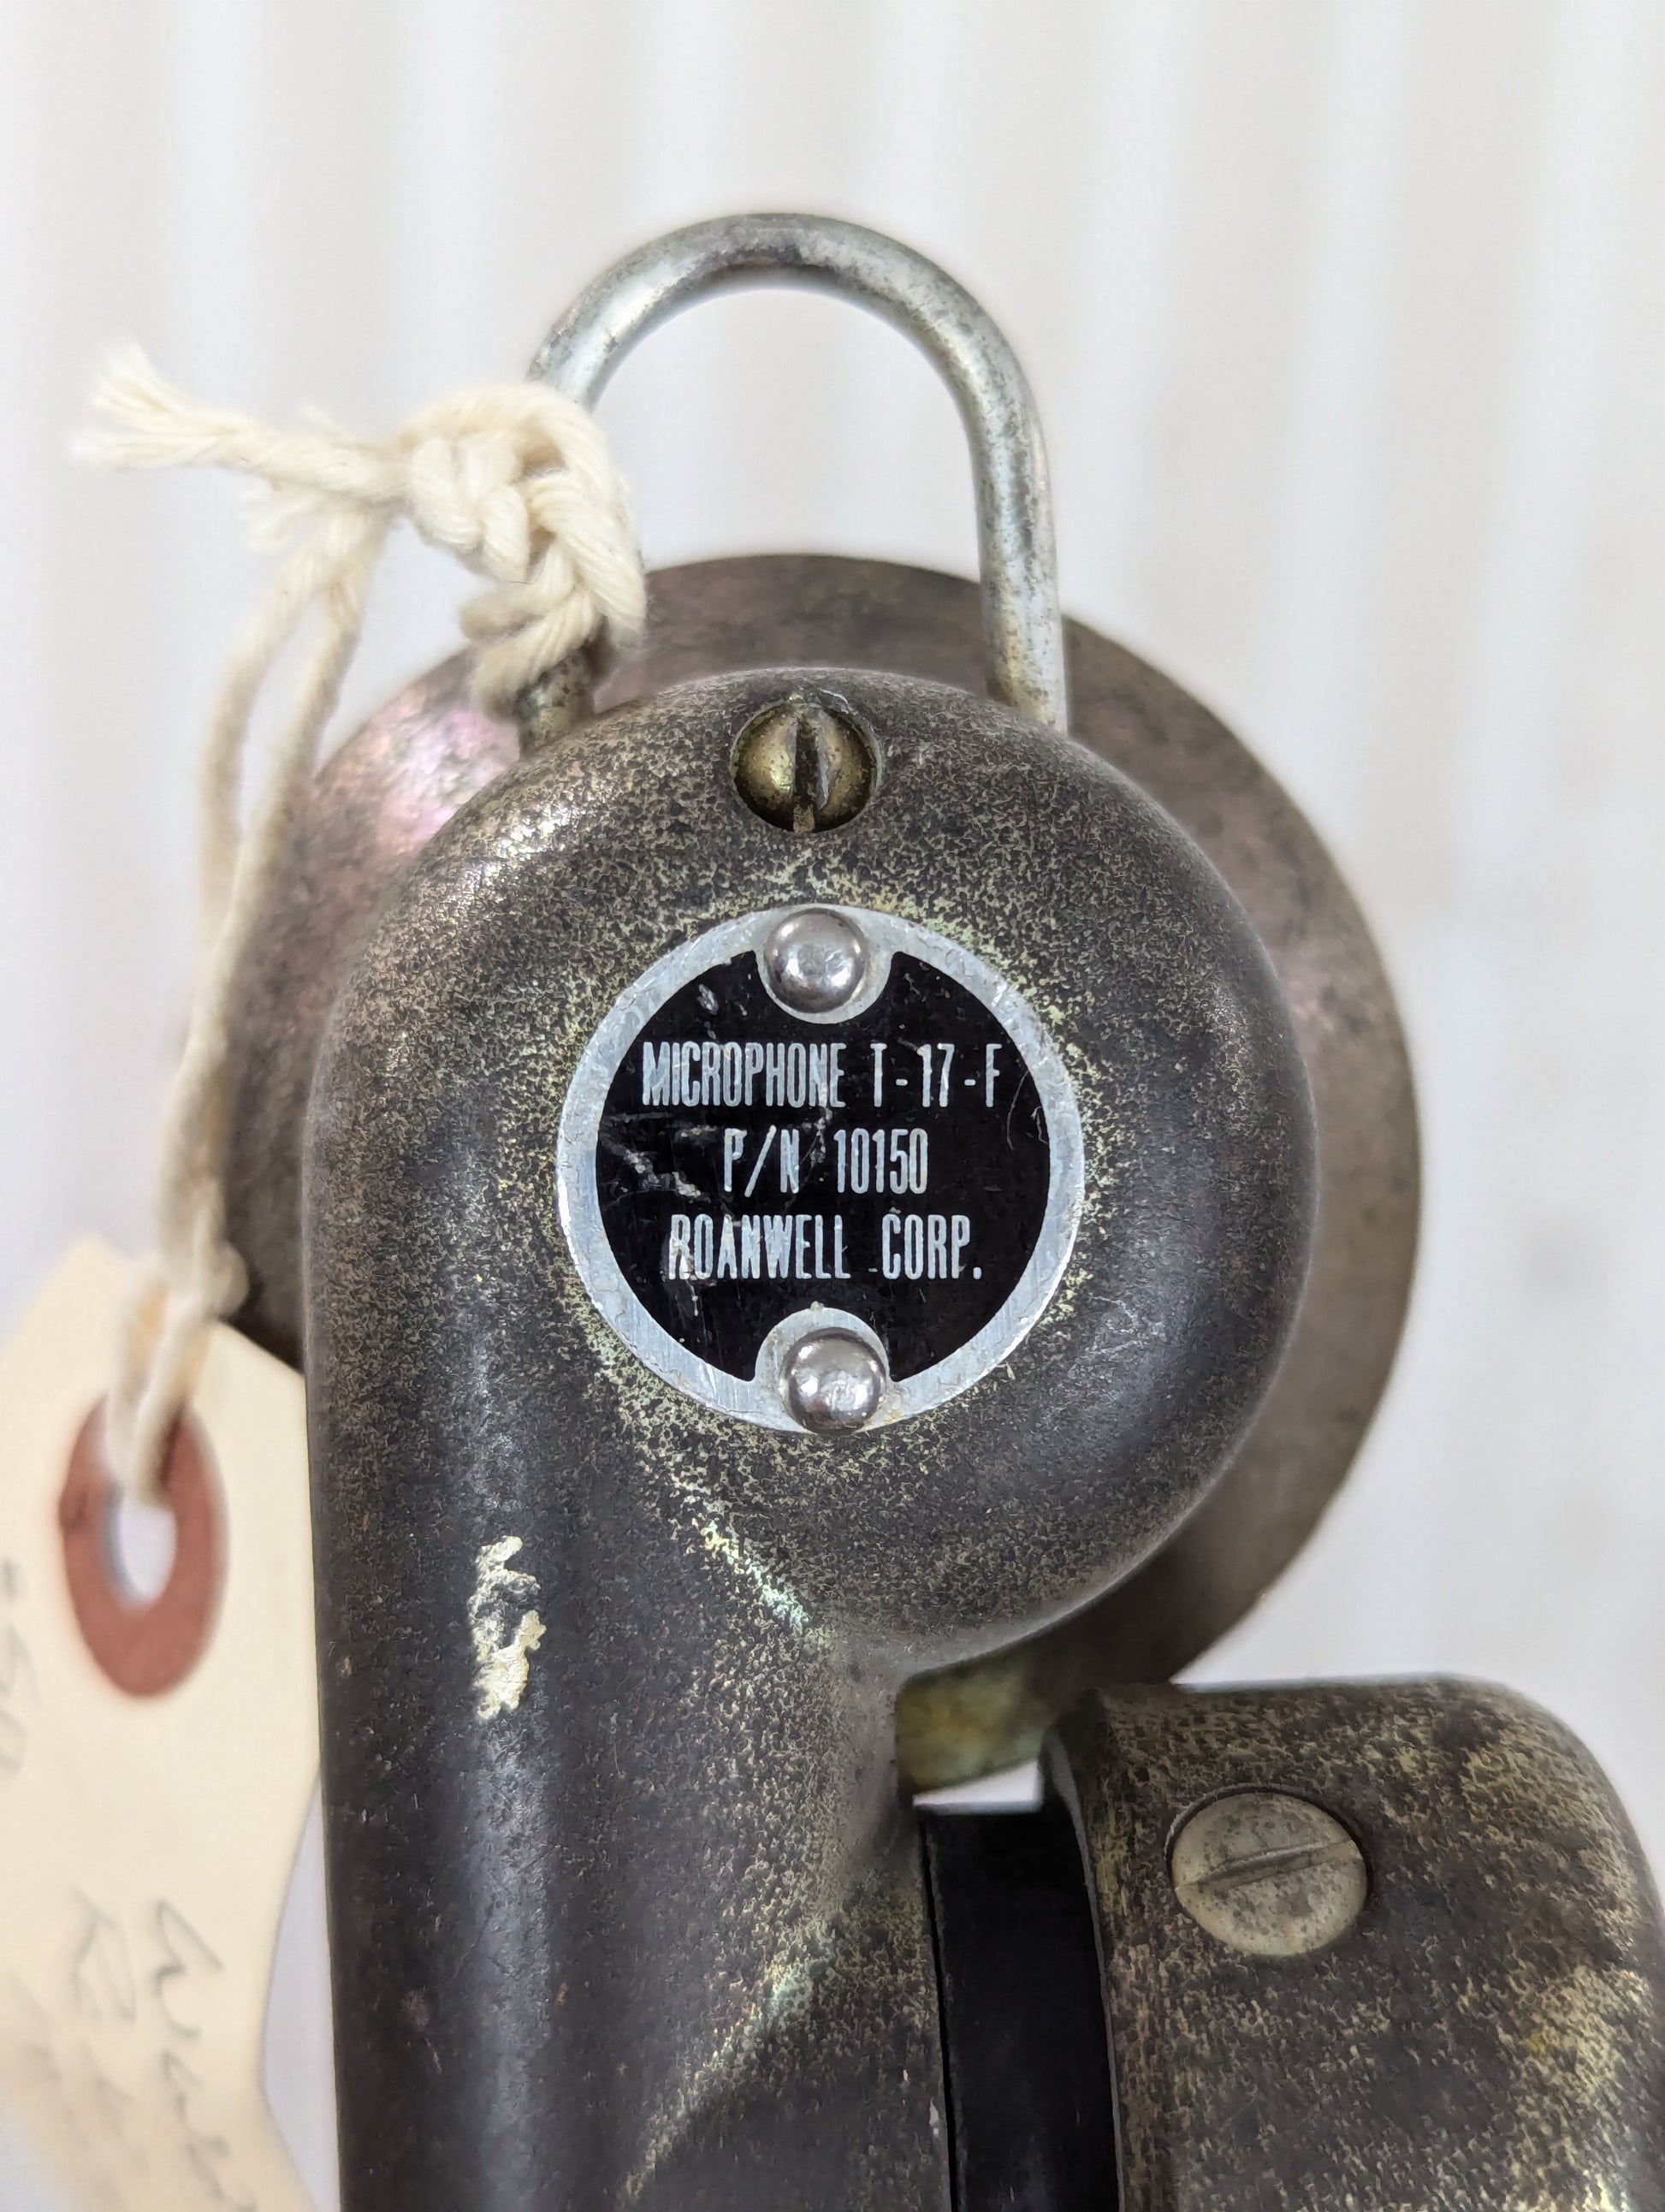 MICROPHONE T-17-F
P/N 10150
ROANWELL CORP.